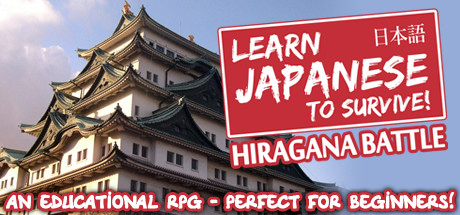 LEARN
日本語
JAPANESE
TO SURVIVE!
HIRAGANA BATTLE
AN EDUCATIONAL RPG - PERFECT FOR BEGINNERS!